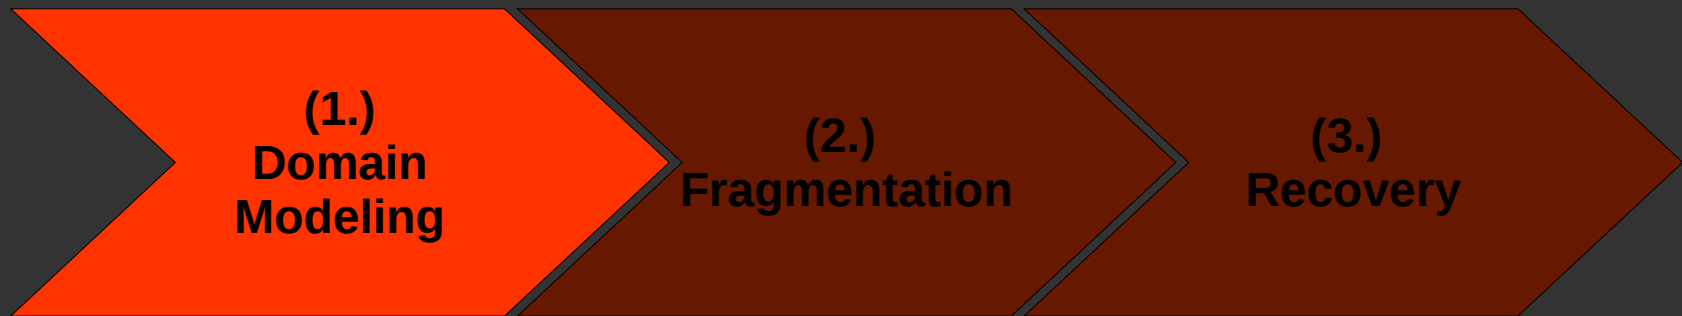 (1.)
Domain
Modeling
(2.)
Fragmentation
(3.)
Recovery